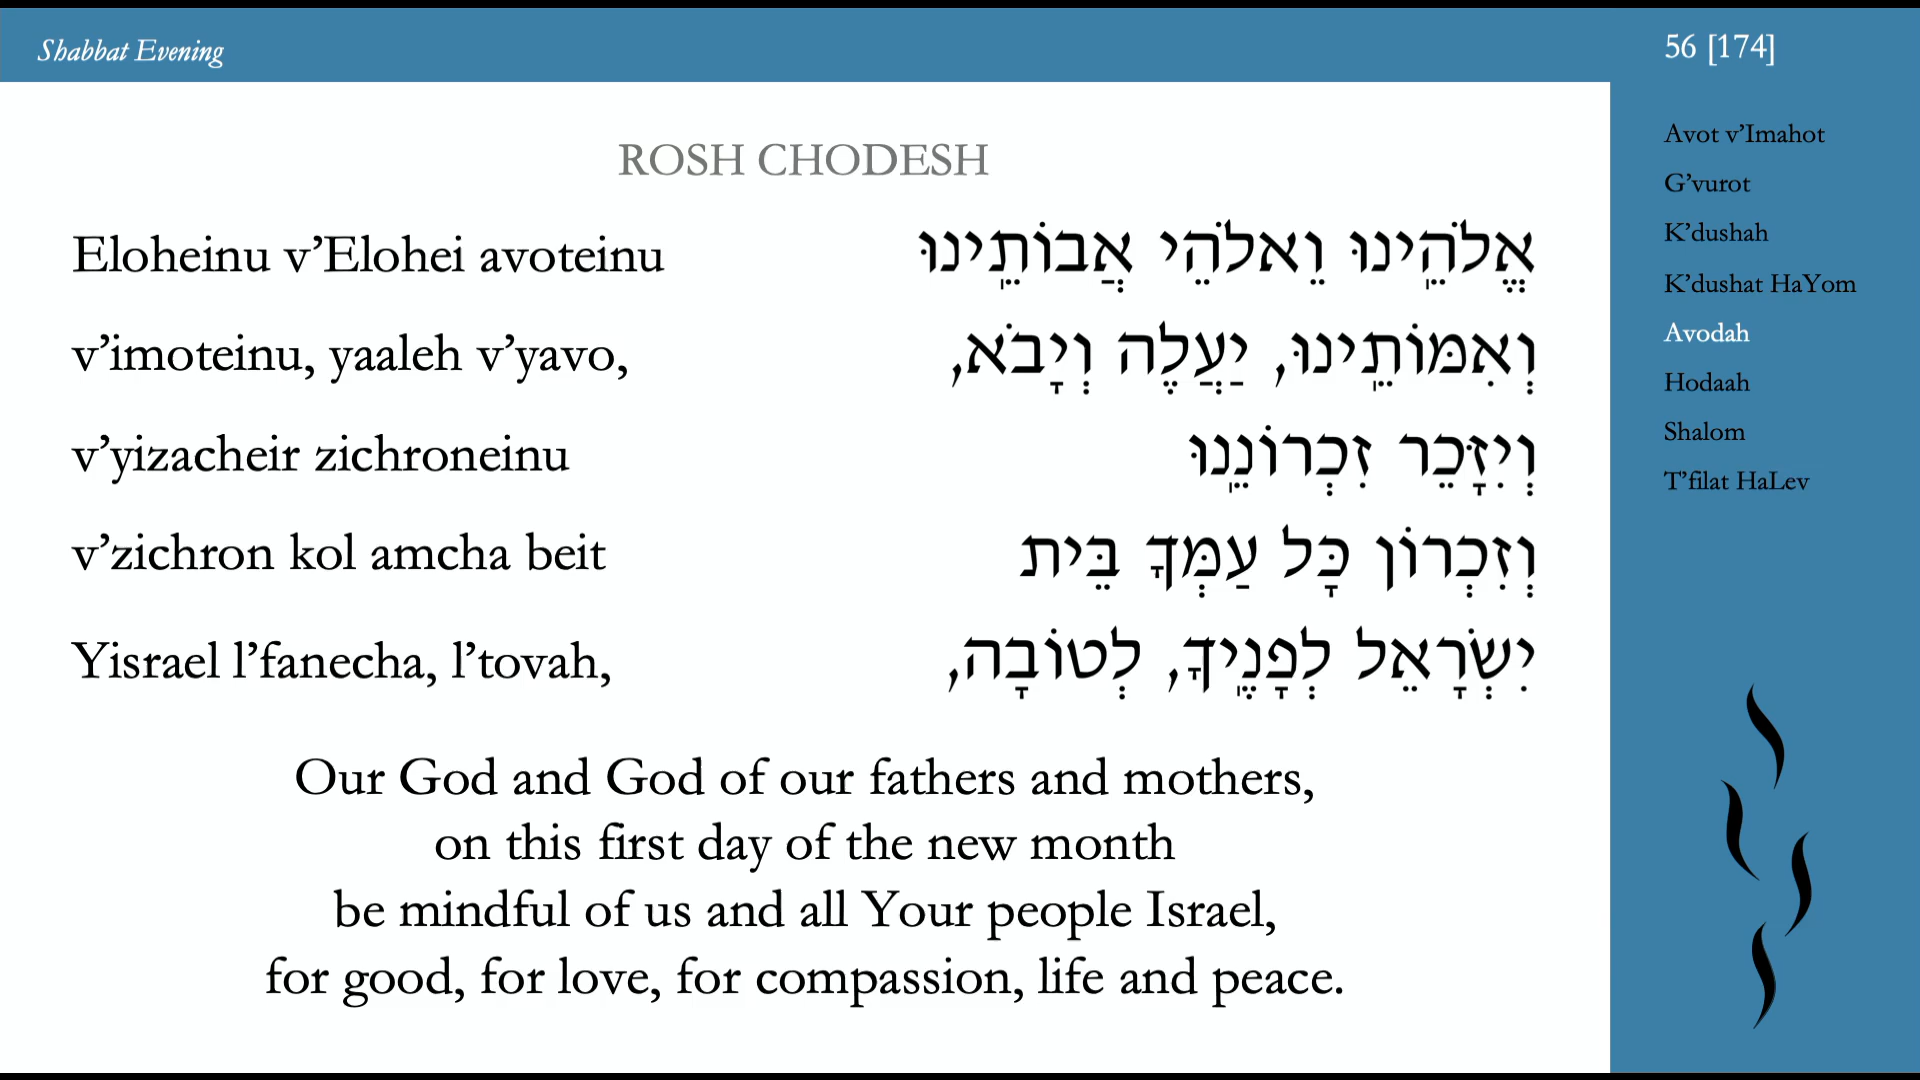 Shabbat Evening
56 [174]
ROSH CHODESH
Eloheinu v’Elohei avoteinu
אֱלֹהֵֽינוּ וֵאלֹהֵי אֲבוֹתֵֽינוּ
v’imoteinu, yaaleh v’yavo,
וְאִמּוֹתֵֽינוּ, יַעֲלֶה וְיָבֹא,
v’yizacheir zichroneinu
וְיִזָּכֵר זִכְרוֹנֵֽנוּ
v’zichron kol amcha beit
וְזִכְרוֹן כָּל עַמְּךָ בֵּית
Yisrael l’fanecha, l’tovah,
יִשְׂרָאֵל לְפָנֶֽיךָ, לְטוֹבָה,
Our God and God of our fathers and mothers,
on this first day of the new month
be mindful of us and all Your people Israel,
for good, for love, for compassion, life and peace.
Avot v’Imahot
G’vurot
K’dushah
K’dushat HaYom
Avodah
Hodaah
Shalom
T’filat HaLev